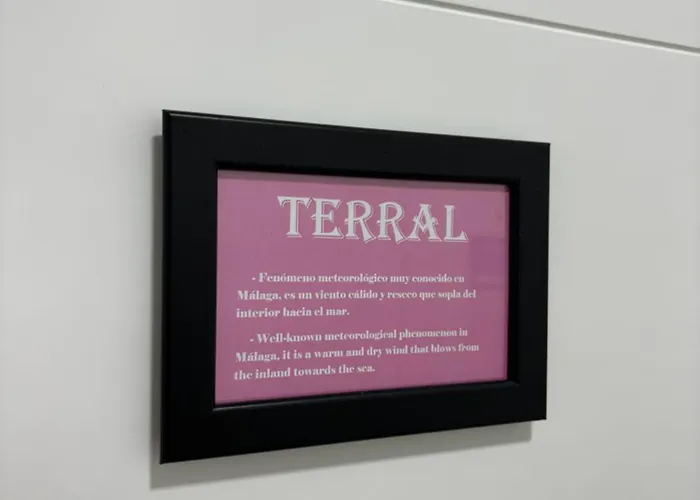 TERRAL
- Fenómeno meteorológico muy conocido en
Málaga, es un viento cálido y reseco que sopla del
interior hacia el mar.
- Well-known meteorological phenomenon in
Málaga, it is a warm and dry wind that blows from
the inland towards the sea.